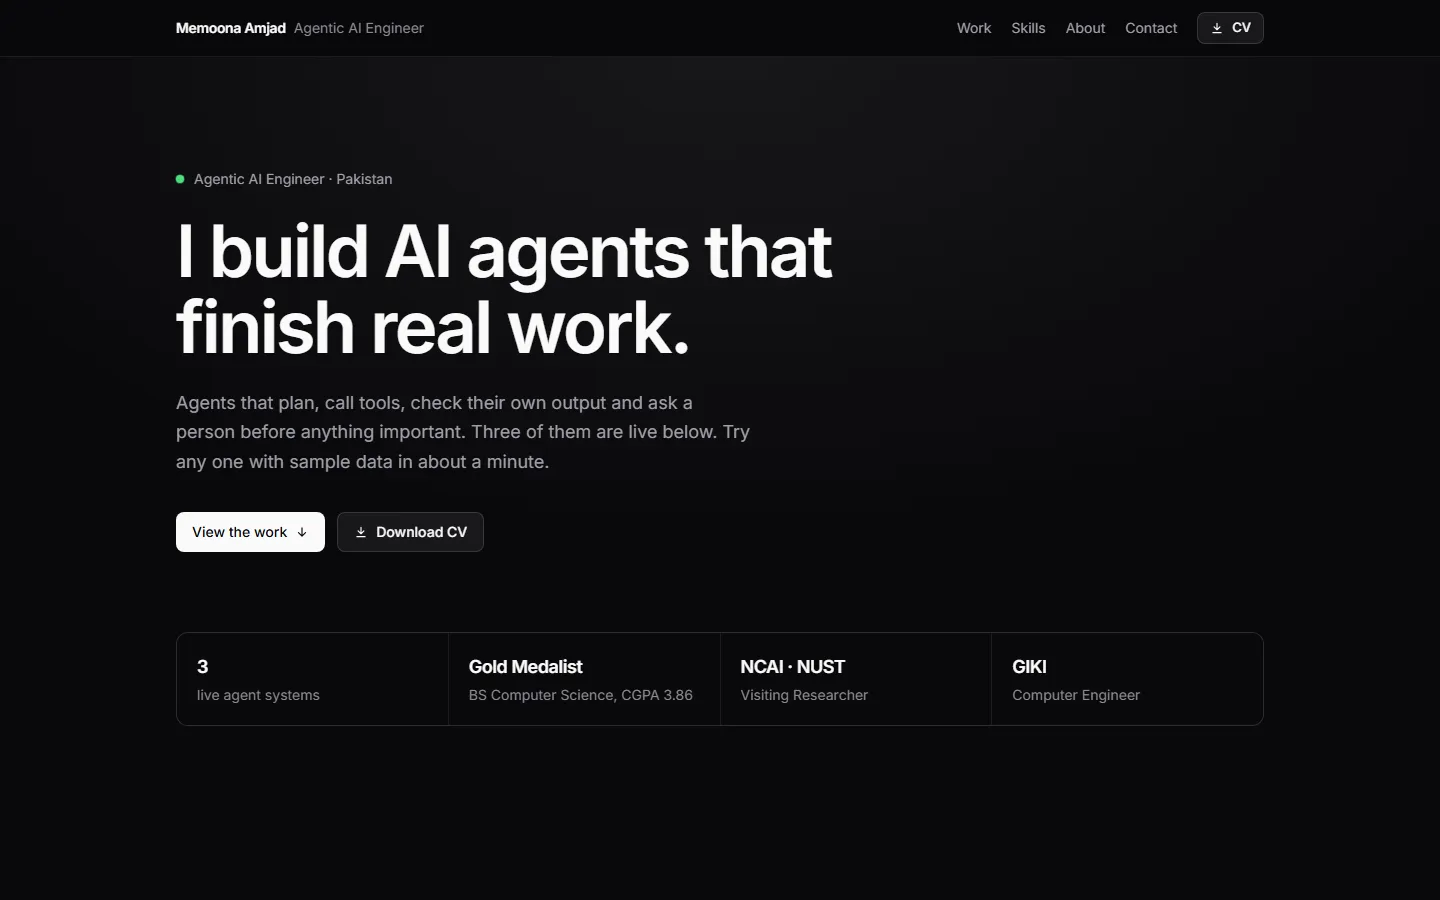 Memoona Amjad Agentic AI Engineer
Work Skills About Contact CV
Agentic AI Engineer · Pakistan
I build AI agents that
finish real work.
Agents that plan, call tools, check their own output and ask a
person before anything important. Three of them are live below. Try
any one with sample data in about a minute.
View the work ↓ Download CV
3
live agent systems
Gold Medalist
BS Computer Science, CGPA 3.86
NCAI · NUST
Visiting Researcher
GIKI
Computer Engineer